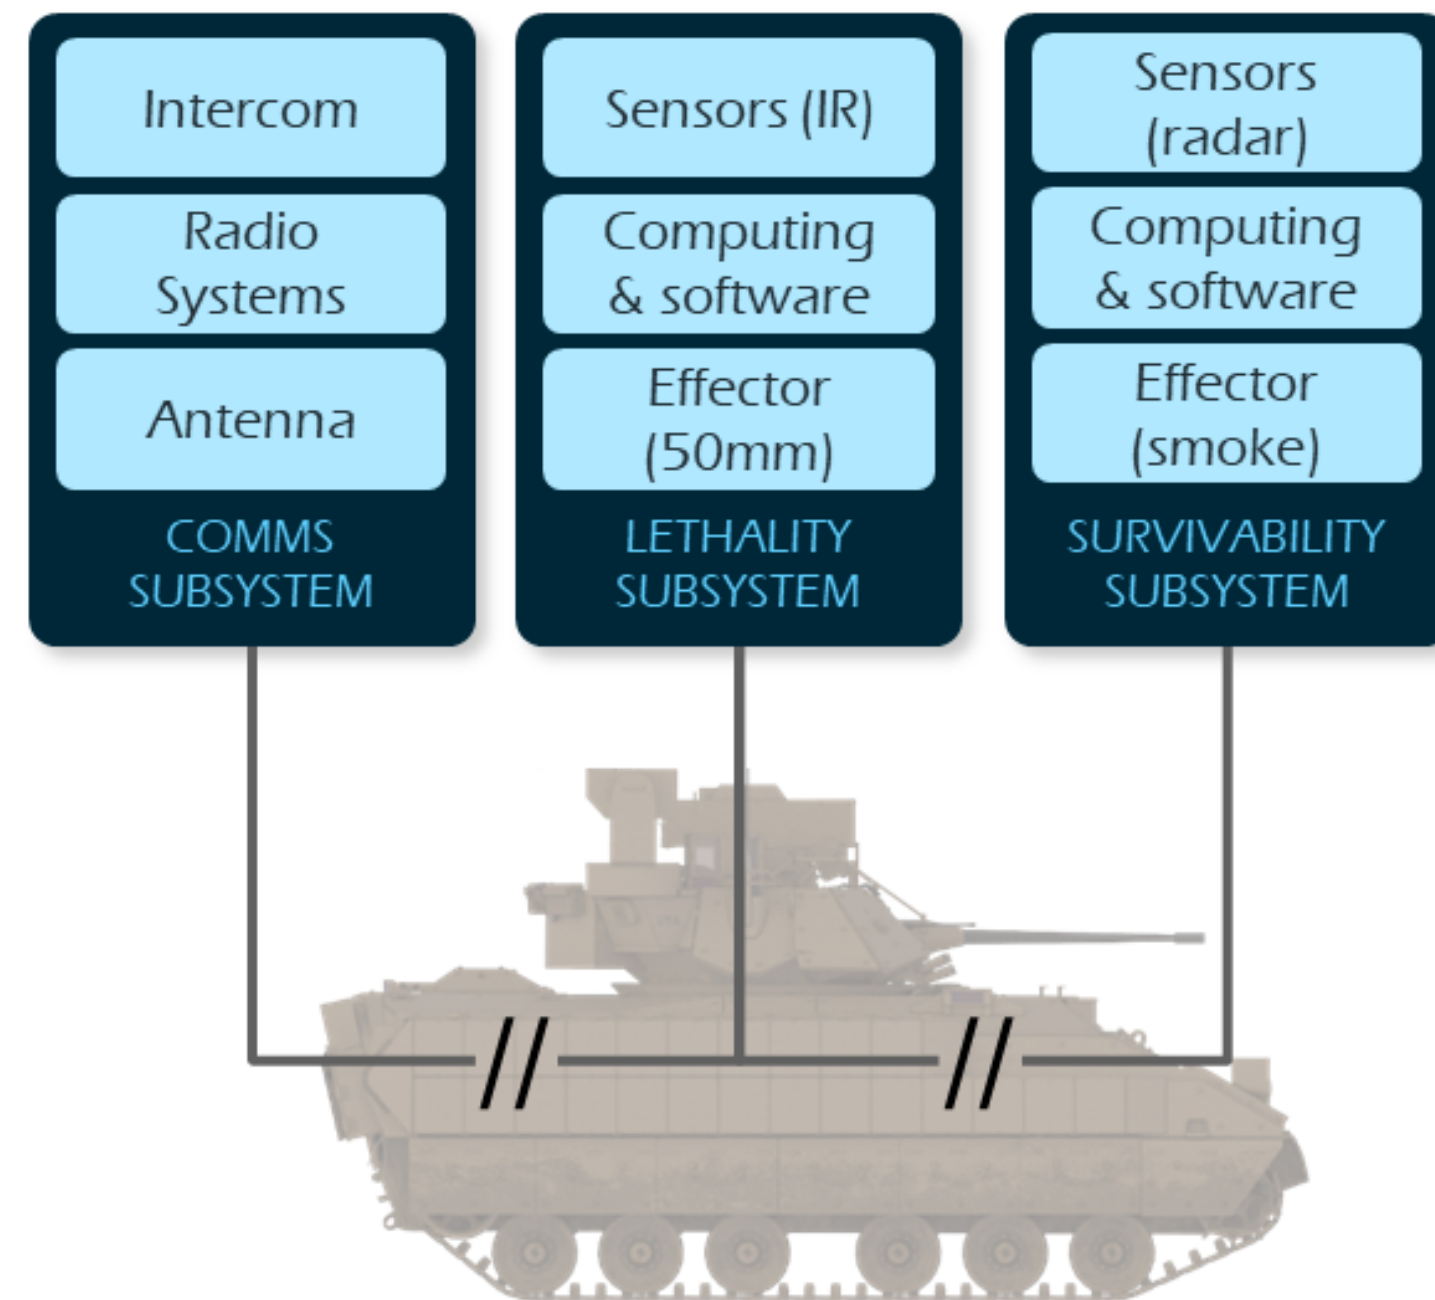 Intercom
Radio
Systems
Antenna
COMMS
SUBSYSTEM
Sensors (IR)
Computing
& software
Effector
(50mm)
LETHALITY
SUBSYSTEM
Sensors
(radar)
Computing
& software
Effector
(smoke)
SURVIVABILITY
SUBSYSTEM